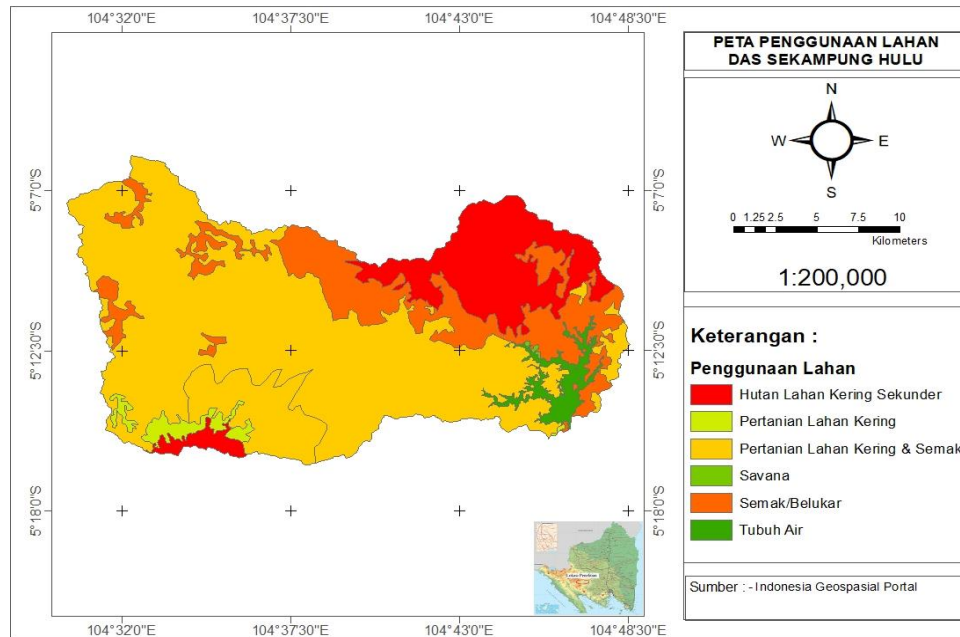 104°32'0"E 104°37'30"E 104°43'0"E 104°48'30"E
5°7'0"S 5°7'0"S
5°12'30"S 5°12'30"S
5°18'0"S 5°18'0"S
104°32'0"E 104°37'30"E 104°43'0"E 104°48'30"E
PETA PENGGUNAAN LAHAN
DAS SEKAMPUNG HULU
N
W E
S
0 1.25 2.5 5 7.5 10
Kilometers
1:200,000
Keterangan :
Penggunaan Lahan
Hutan Lahan Kering Sekunder
Pertanian Lahan Kering
Pertanian Lahan Kering & Semak
Savana
Semak/Belukar
Tubuh Air
Sumber : - Indonesia Geospasial Portal